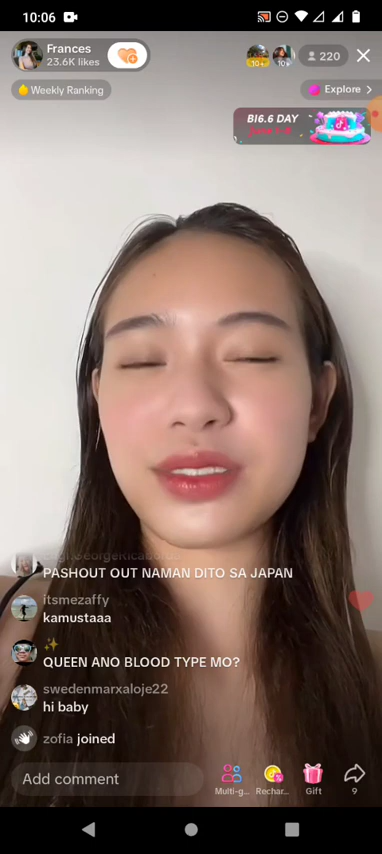 10:06
Frances
23.6K likes
10+
10+
220
Weekly Ranking
Explore >
BI6.6 DAY
PASHOUT OUT NAMAN DITO SA JAPAN
itsmezaffy
kamustaaa
✨
QUEEN ANO BLOOD TYPE MO?
swedenmarxaloje22
hi baby
zofia joined
Add comment
Multi-g...
Rechar...
Gift
9